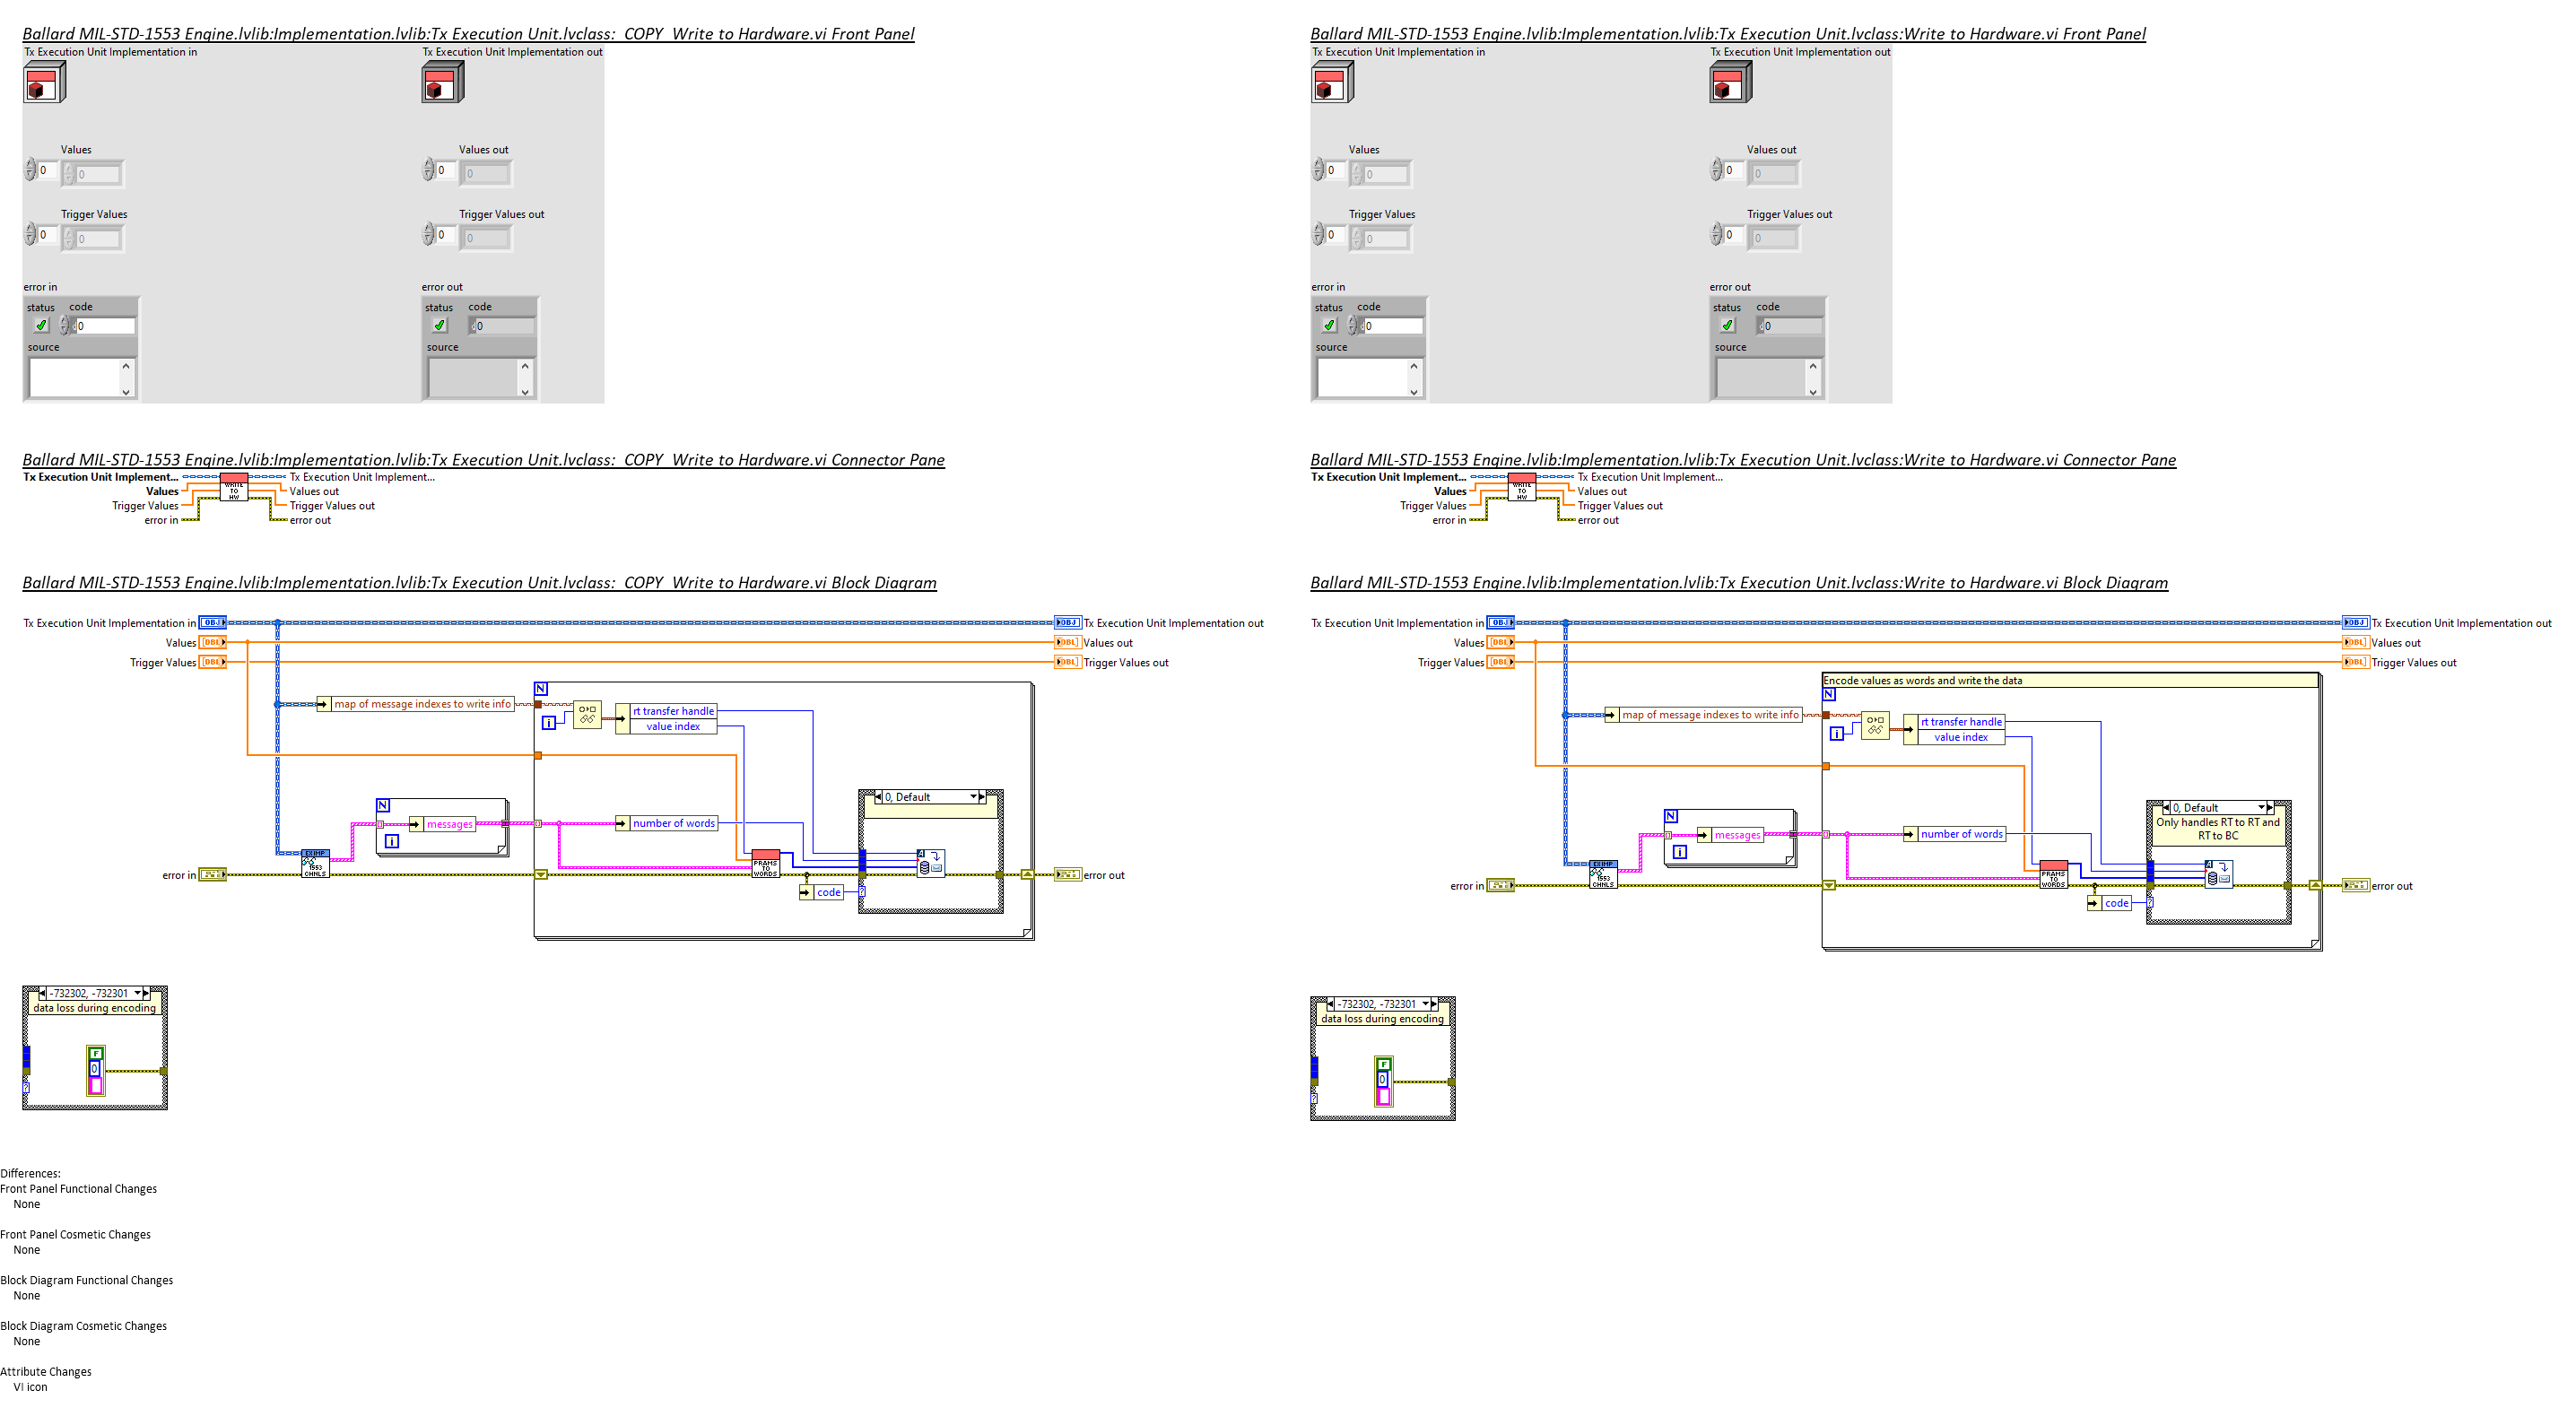 Ballard MIL-STD-1553 Engine.lvlib:Implementation.lvlib:Tx Execution Unit.lvclass:  COPY  Write to Hardware.vi Front Panel
Tx Execution Unit Implementation in
Tx Execution Unit Implementation out
Values
Values out
0
0
0
0
Trigger Values
Trigger Values out
0
0
0
0
error in
error out
status code
status code
0
0
source
source
Ballard MIL-STD-1553 Engine.lvlib:Implementation.lvlib:Tx Execution Unit.lvclass:  COPY  Write to Hardware.vi Connector Pane
Tx Execution Unit Implement...
Tx Execution Unit Implement...
Values
Values out
Trigger Values
Trigger Values out
error in
error out
WRITE
TO
HW
Ballard MIL-STD-1553 Engine.lvlib:Implementation.lvlib:Tx Execution Unit.lvclass:  COPY  Write to Hardware.vi Block Diagram
Tx Execution Unit Implementation in
OBJ
OBJ
Tx Execution Unit Implementation out
Values
DBL
DBL
Values out
Trigger Values
DBL
DBL
Trigger Values out
N
map of message indexes to write info
i
rt transfer handle
value index
N
messages
i
number of words
0, Default
1553
CHNLS
PRAMS
TO
WORDS
error in
error out
code
?
-732302, -732301
data loss during encoding
F
0
?
Differences:
Front Panel Functional Changes
None
Front Panel Cosmetic Changes
None
Block Diagram Functional Changes
None
Block Diagram Cosmetic Changes
None
Attribute Changes
VI icon
Ballard MIL-STD-1553 Engine.lvlib:Implementation.lvlib:Tx Execution Unit.lvclass:Write to Hardware.vi Front Panel
Tx Execution Unit Implementation in
Tx Execution Unit Implementation out
Values
Values out
0
0
0
0
Trigger Values
Trigger Values out
0
0
0
0
error in
error out
status code
status code
0
0
source
source
Ballard MIL-STD-1553 Engine.lvlib:Implementation.lvlib:Tx Execution Unit.lvclass:Write to Hardware.vi Connector Pane
Tx Execution Unit Implement...
Tx Execution Unit Implement...
Values
Values out
Trigger Values
Trigger Values out
error in
error out
WRITE
TO
HW
Ballard MIL-STD-1553 Engine.lvlib:Implementation.lvlib:Tx Execution Unit.lvclass:Write to Hardware.vi Block Diagram
Tx Execution Unit Implementation in
OBJ
OBJ
Tx Execution Unit Implementation out
Values
DBL
DBL
Values out
Trigger Values
DBL
DBL
Trigger Values out
Encode values as words and write the data
N
map of message indexes to write info
i
rt transfer handle
value index
N
messages
i
number of words
0, Default
Only handles RT to RT and
RT to BC
1553
CHNLS
PRAMS
TO
WORDS
error in
error out
code
?
-732302, -732301
data loss during encoding
F
0
?